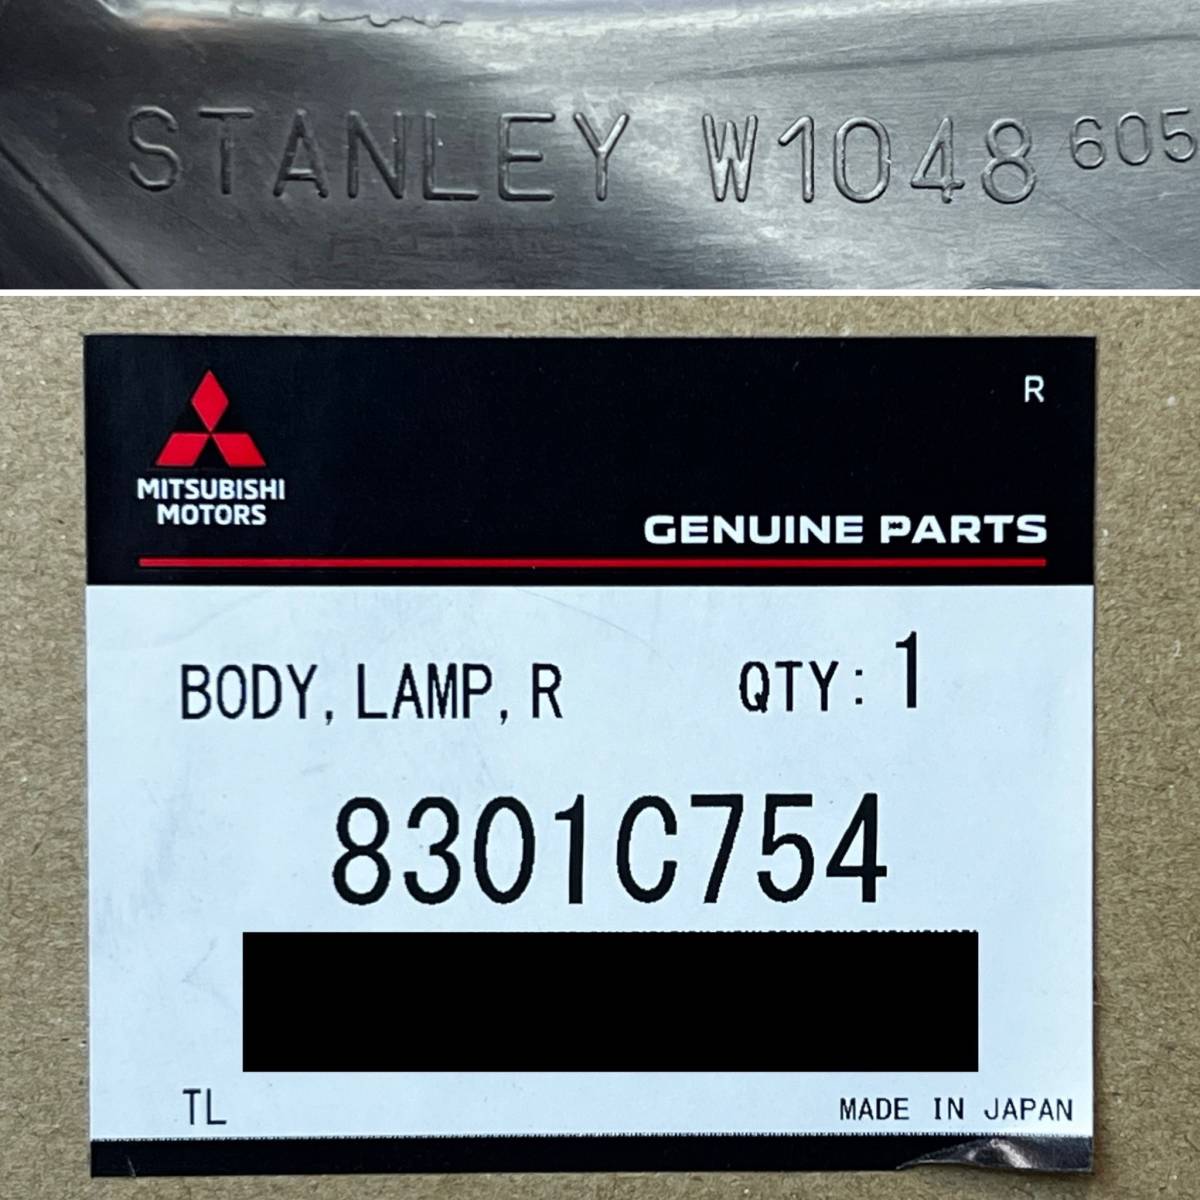 STANLEY W1048 605
R
MITSUBISHI
MOTORS
GENUINE PARTS
BODY, LAMP, R QTY: 1
8301C754
TL MADE IN JAPAN